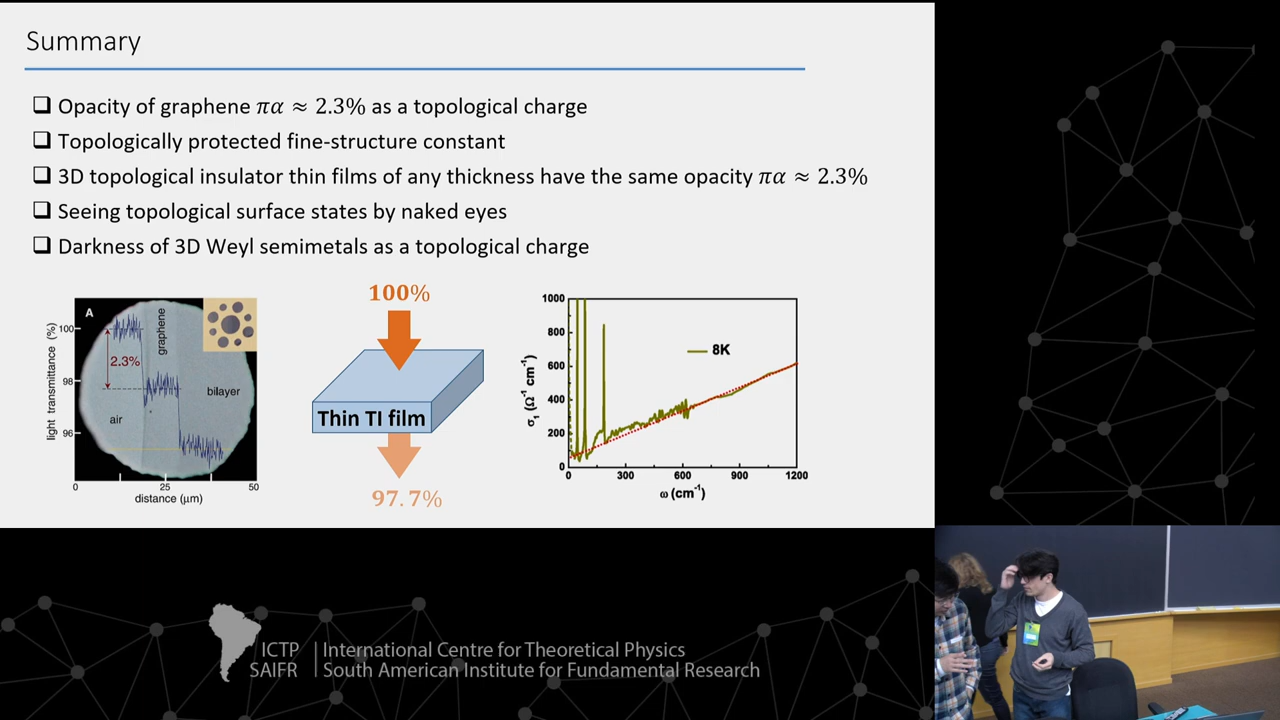 Summary
❑ Opacity of graphene πα ≈ 2.3% as a topological charge
❑ Topologically protected fine-structure constant
❑ 3D topological insulator thin films of any thickness have the same opacity πα ≈ 2.3%
❑ Seeing topological surface states by naked eyes
❑ Darkness of 3D Weyl semimetals as a topological charge
A
light transmittance (%)
100
98
96
2.3%
air
graphene
bilayer
0 25 50
distance (μm)
100%
Thin TI film
97.7%
σ₁ (Ω⁻¹ cm⁻¹)
1000
800
600
400
200
0
8K
0 300 600 900 1200
ω (cm⁻¹)
ICTP
SAIFR
International Centre for Theoretical Physics
South American Institute for Fundamental Research